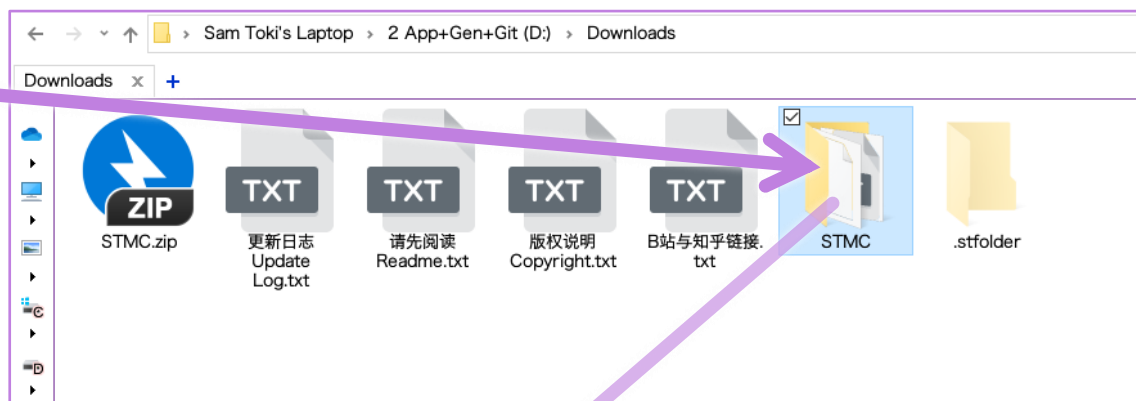 Sam Toki's Laptop › 2 App+Gen+Git (D:) › Downloads
Downloads x +
ZIP
TXT
TXT
TXT
TXT
STMC.zip
更新日志
Update
Log.txt
请先阅读
Readme.txt
版权说明
Copyright.txt
B站与知乎链接.
txt
STMC
.stfolder
C
D